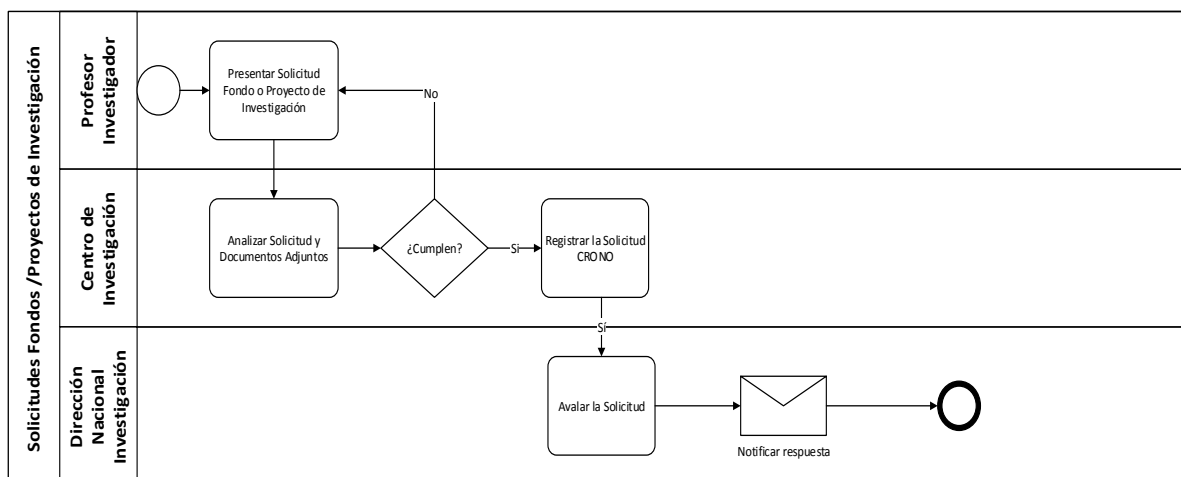 Solicitudes Fondos /Proyectos de Investigación
Profesor
Investigador
Presentar Solicitud
Fondo o Proyecto de
Investigación
No
Centro de
Investigación
Analizar Solicitud y
Documentos Adjuntos
¿Cumplen?
Si
Registrar la Solicitud
CRONO
Sí
Dirección
Nacional
Investigación
Avalar la Solicitud
Notificar respuesta